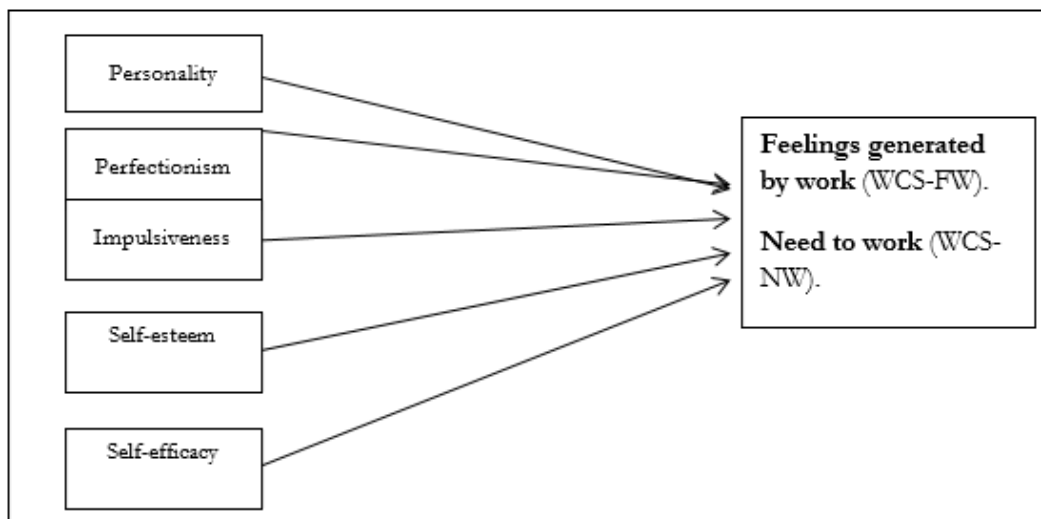 Personality
Perfectionism
Impulsiveness
Self-esteem
Self-efficacy
Feelings generated
by work (WCS-FW).
Need to work (WCS-
NW).